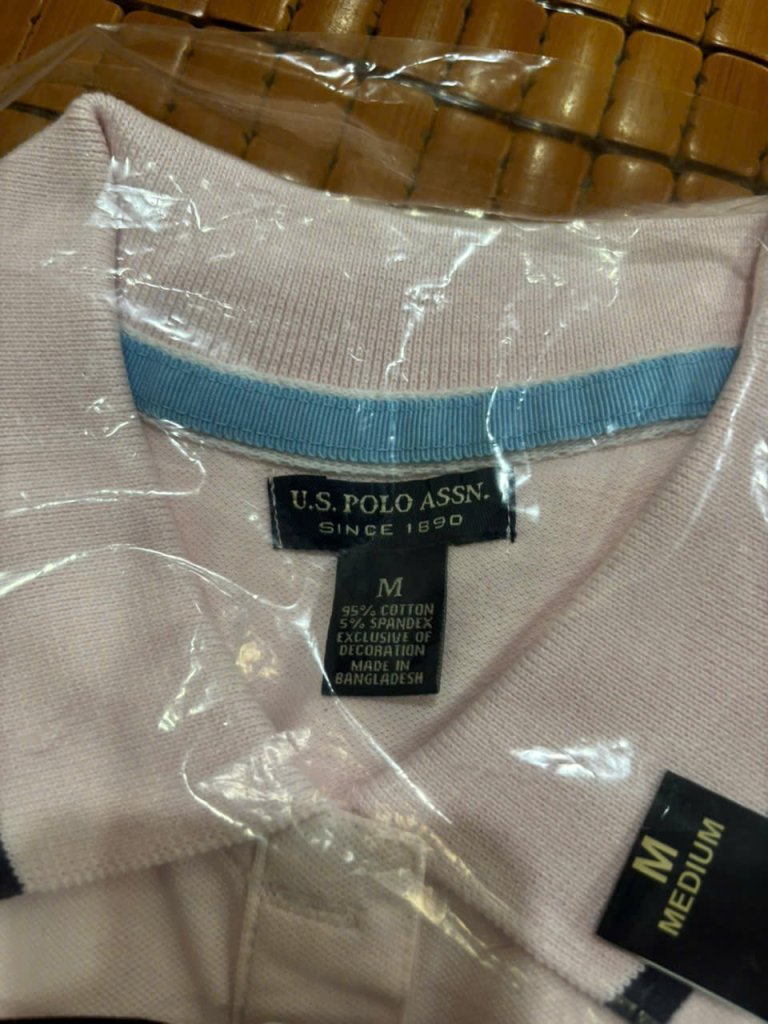 U.S. POLO ASSN.
SINCE 1890
M
95% COTTON
5% SPANDEX
EXCLUSIVE OF
DECORATION
MADE IN
BANGLADESH
M
MEDIUM